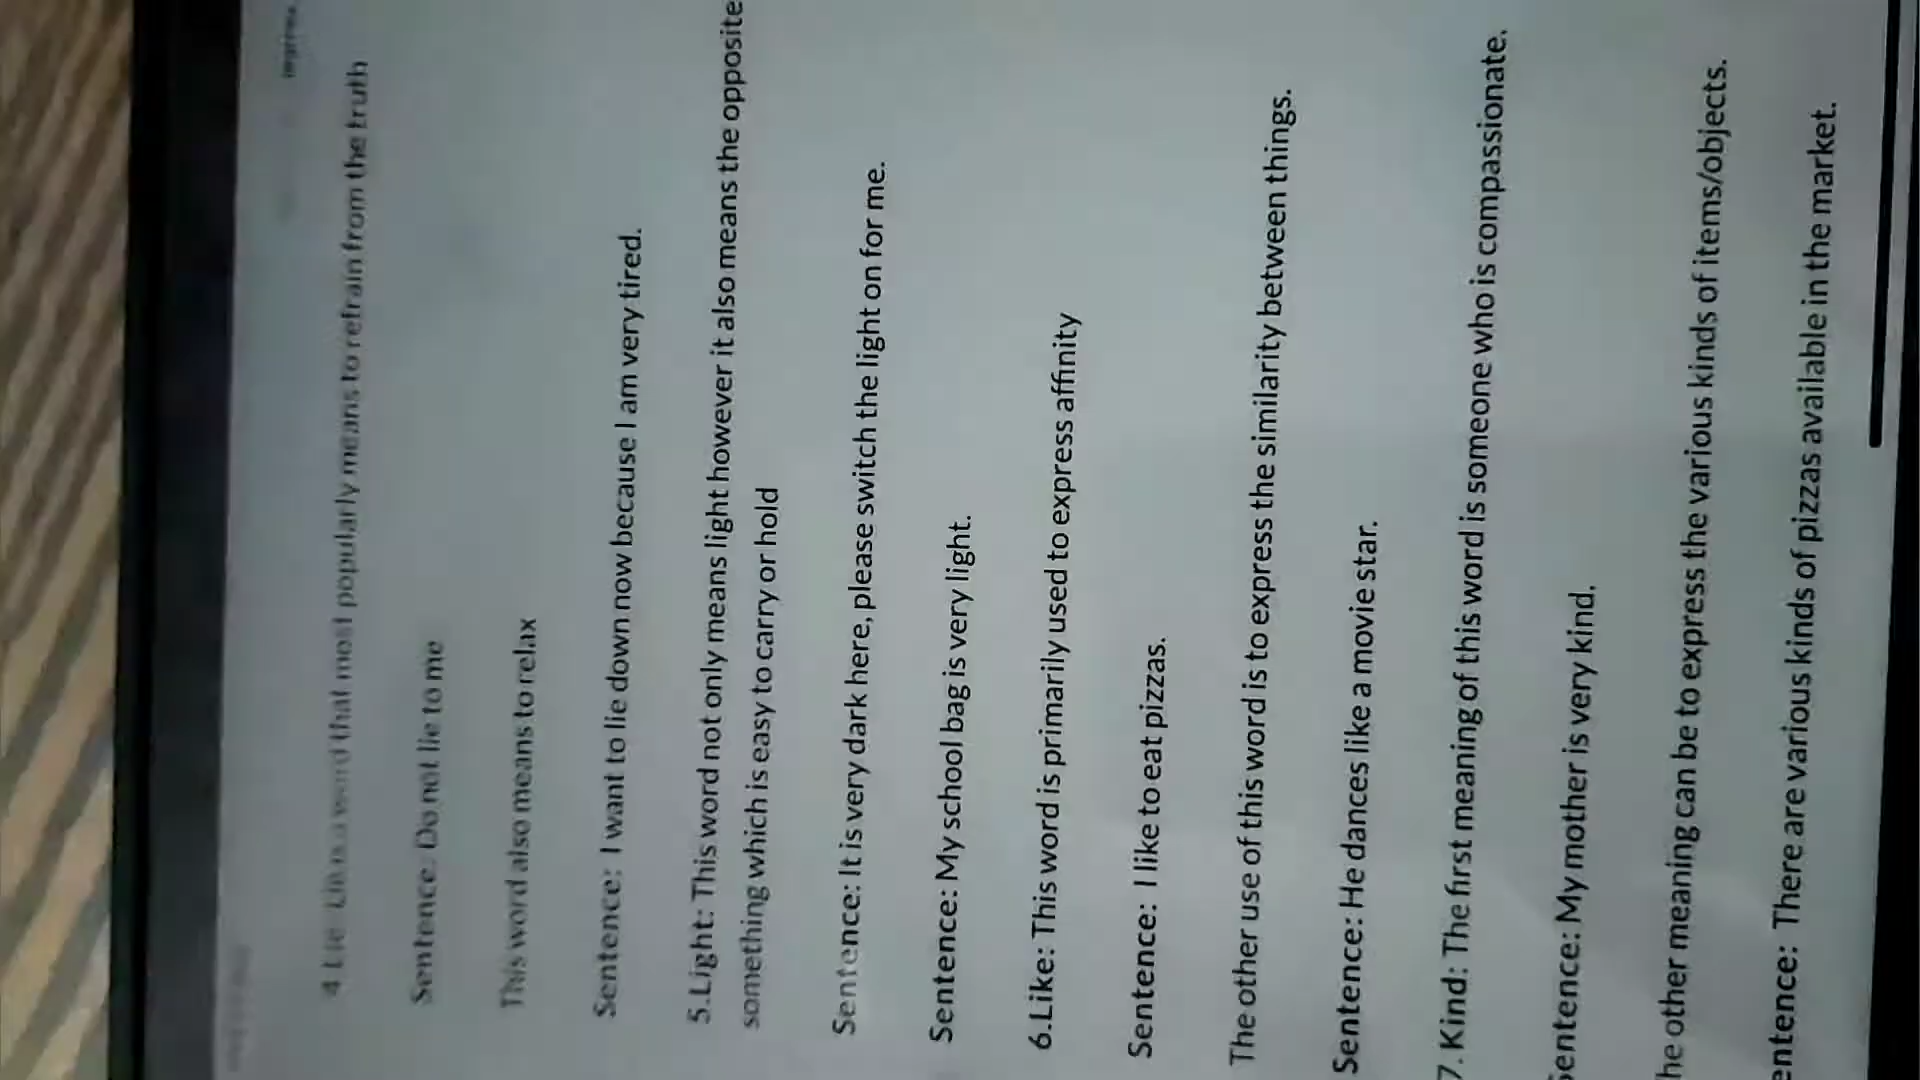 4 Lie: This is a word that most popularly means to refrain from the truth
Sentence: Do not lie to me
This word also means to relax
Sentence: I want to lie down now because I am very tired.
5.Light: This word not only means light however it also means the opposite
something which is easy to carry or hold
Sentence: It is very dark here, please switch the light on for me.
Sentence: My school bag is very light.
6.Like: This word is primarily used to express affinity
Sentence: I like to eat pizzas.
The other use of this word is to express the similarity between things.
Sentence: He dances like a movie star.
7. Kind: The first meaning of this word is someone who is compassionate.
Sentence: My mother is very kind.
he other meaning can be to express the various kinds of items/objects.
entence: There are various kinds of pizzas available in the market.